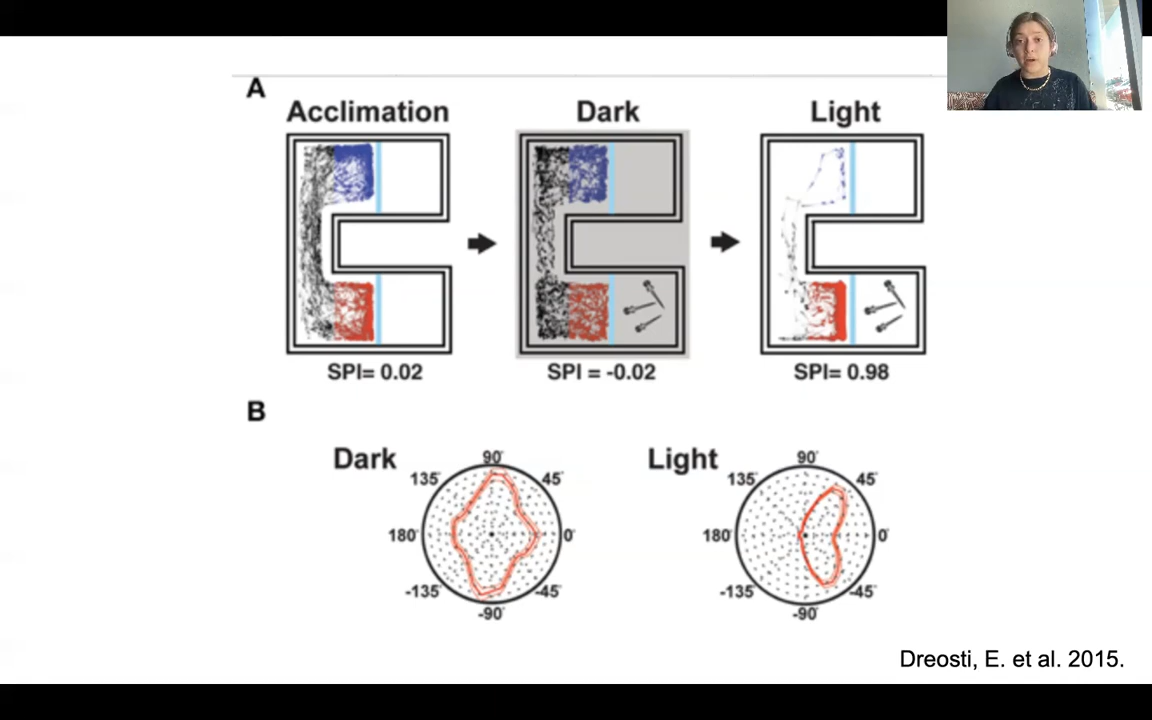 A
Acclimation
Dark
Light
SPI= 0.02
SPI = -0.02
SPI= 0.98
B
Dark
90°
45°
0°
-45°
-90°
-135°
180°
135°
Light
90°
45°
0°
-45°
-90°
-135°
180°
135°
Dreosti, E. et al. 2015.